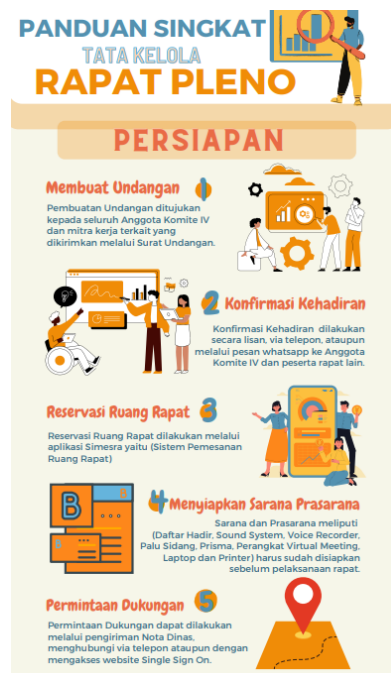 PANDUAN SINGKAT
TATA KELOLA
RAPAT PLENO
PERSIAPAN
Membuat Undangan 1
Pembuatan Undangan ditujukan
kepada seluruh Anggota Komite IV
dan mitra kerja terkait yang
dikirimkan melalui Surat Undangan.
2 Konfirmasi Kehadiran
Konfirmasi Kehadiran dilakukan
secara lisan, via telepon, ataupun
melalui pesan whatsapp ke Anggota
Komite IV dan peserta rapat lain.
Reservasi Ruang Rapat 3
Reservasi Ruang Rapat dilakukan melalui
aplikasi Simesra yaitu (Sistem Pemesanan
Ruang Rapat)
B
4 Menyiapkan Sarana Prasarana
Sarana dan Prasarana meliputi
(Daftar Hadir, Sound System, Voice Recorder,
Palu Sidang, Prisma, Perangkat Virtual Meeting,
Laptop dan Printer) harus sudah disiapkan
sebelum pelaksanaan rapat.
Permintaan Dukungan 5
Permintaan Dukungan dapat dilakukan
melalui pengiriman Nota Dinas,
menghubungi via telepon ataupun dengan
mengakses website Single Sign On.